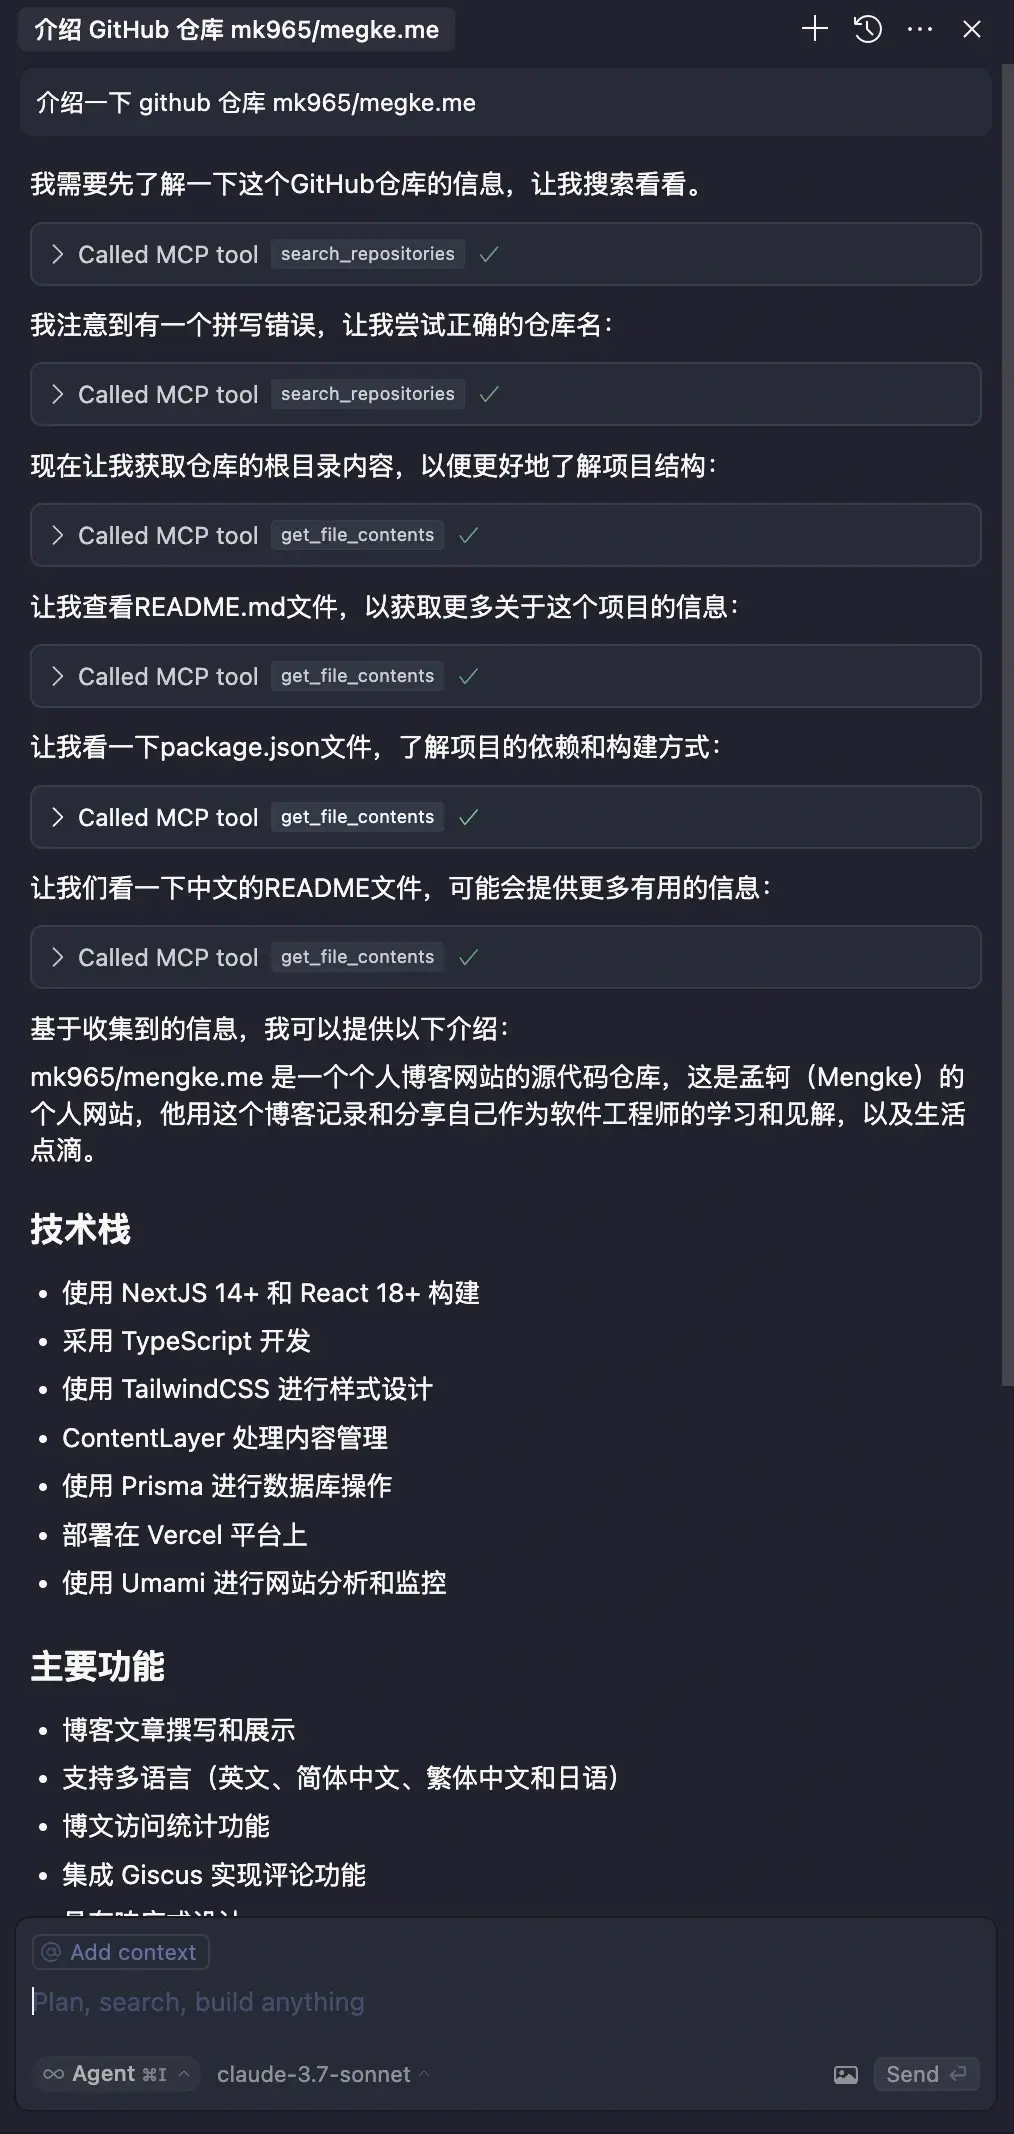 介绍 GitHub 仓库 mk965/megke.me
介绍一下 github 仓库 mk965/megke.me
我需要先了解一下这个GitHub仓库的信息，让我搜索看看。
Called MCP tool search_repositories
我注意到有一个拼写错误，让我尝试正确的仓库名：
Called MCP tool search_repositories
现在让我获取仓库的根目录内容，以便更好地了解项目结构：
Called MCP tool get_file_contents
让我查看README.md文件，以获取更多关于这个项目的信息：
Called MCP tool get_file_contents
让我看一下package.json文件，了解项目的依赖和构建方式：
Called MCP tool get_file_contents
让我们看一下中文的README文件，可能会提供更多有用的信息：
Called MCP tool get_file_contents
基于收集到的信息，我可以提供以下介绍：
mk965/mengke.me 是一个个人博客网站的源代码仓库，这是孟轲（Mengke）的
个人网站，他用这个博客记录和分享自己作为软件工程师的学习和见解，以及生活
点滴。
技术栈
• 使用 NextJS 14+ 和 React 18+ 构建
• 采用 TypeScript 开发
• 使用 TailwindCSS 进行样式设计
• ContentLayer 处理内容管理
• 使用 Prisma 进行数据库操作
• 部署在 Vercel 平台上
• 使用 Umami 进行网站分析和监控
主要功能
• 博客文章撰写和展示
• 支持多语言（英文、简体中文、繁体中文和日语）
• 博文访问统计功能
• 集成 Giscus 实现评论功能
@ Add context
Plan, search, build anything
∞ Agent ⌘I claude-3.7-sonnet Send